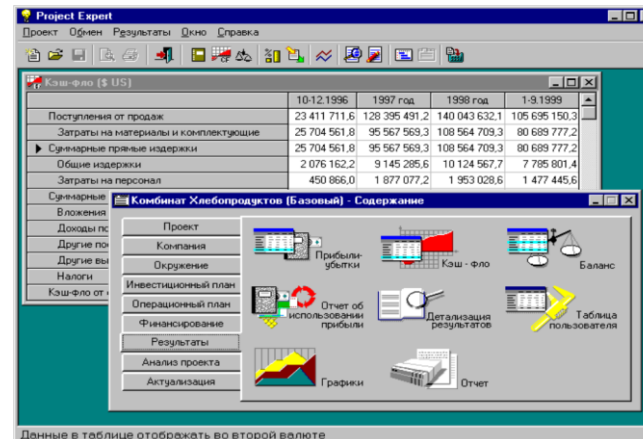 Project Expert
Проект Обмен Результаты Окно Справка
Кэш-фло [$ US]
10-12.1996 1997 год 1998 год 1-9.1999
Поступления от продаж 23 411 711,6 128 395 491,2 140 043 632,1 105 695 150,3
Затраты на материалы и комплектующие 25 704 561,8 95 567 569,3 108 564 709,3 80 689 777,2
Суммарные прямые издержки 25 704 561,8 95 567 569,3 108 564 709,3 80 689 777,2
Общие издержки 2 076 162,2 9 145 285,6 10 124 567,7 7 785 801,4
Затраты на персонал 450 866,0 1 877 077,2 1 953 028,6 1 477 445,6
Суммарные
Вложения
Доходы по
Другие пос
Другие вы
Налоги
Кэш-фло от
Комбинат Хлебопродуктов (Базовый) - Содержание
Проект
Компания
Окружение
Инвестиционный план
Операционный план
Финансирование
Результаты
Анализ проекта
Актуализация
Прибыли-
убытки
Кэш - фло
Баланс
Отчет об
использовании
прибыли
Детализация
результатов
Таблица
пользователя
Графики
Отчет
Данные в таблице отображать во второй валюте